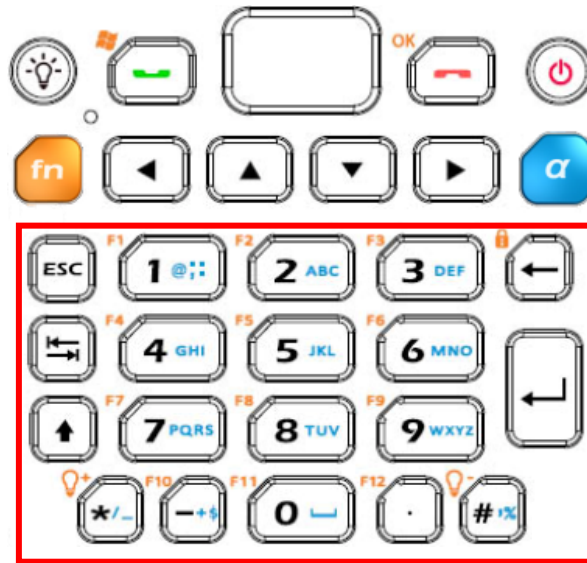 OK
fn α
F1 F2 F3
ESC 1 @;: 2 ABC 3 DEF
F4 F5 F6
4 GHI 5 JKL 6 MNO
F7 F8 F9
7 PQRS 8 TUV 9 WXYZ
+ F10 F11 F12 -
*/_ -+$ 0 . #'%